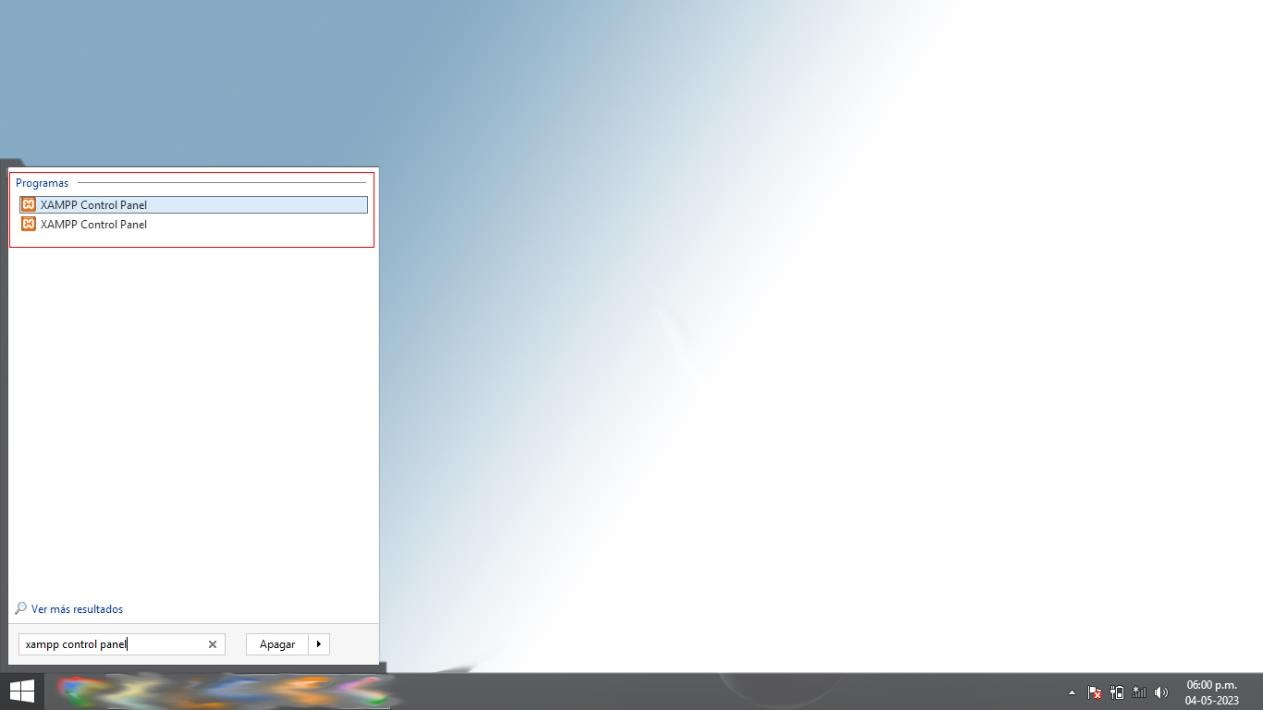 Programas
XAMPP Control Panel
XAMPP Control Panel
Ver más resultados
xampp control panel
Apagar
06:00 p.m.
04-05-2023